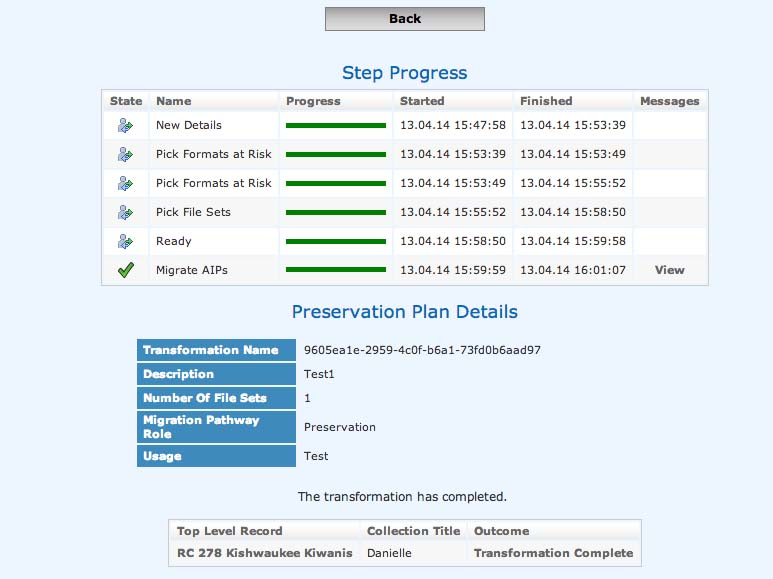 Back
Step Progress
State Name Progress Started Finished Messages
New Details 13.04.14 15:47:58 13.04.14 15:53:39
Pick Formats at Risk 13.04.14 15:53:39 13.04.14 15:53:49
Pick Formats at Risk 13.04.14 15:53:49 13.04.14 15:55:52
Pick File Sets 13.04.14 15:55:52 13.04.14 15:58:50
Ready 13.04.14 15:58:50 13.04.14 15:59:58
Migrate AIPs 13.04.14 15:59:59 13.04.14 16:01:07 View
Preservation Plan Details
Transformation Name 9605ea1e-2959-4c0f-b6a1-73fd0b6aad97
Description Test1
Number Of File Sets 1
Migration Pathway
Role Preservation
Usage Test
The transformation has completed.
Top Level Record Collection Title Outcome
RC 278 Kishwaukee Kiwanis Danielle Transformation Complete